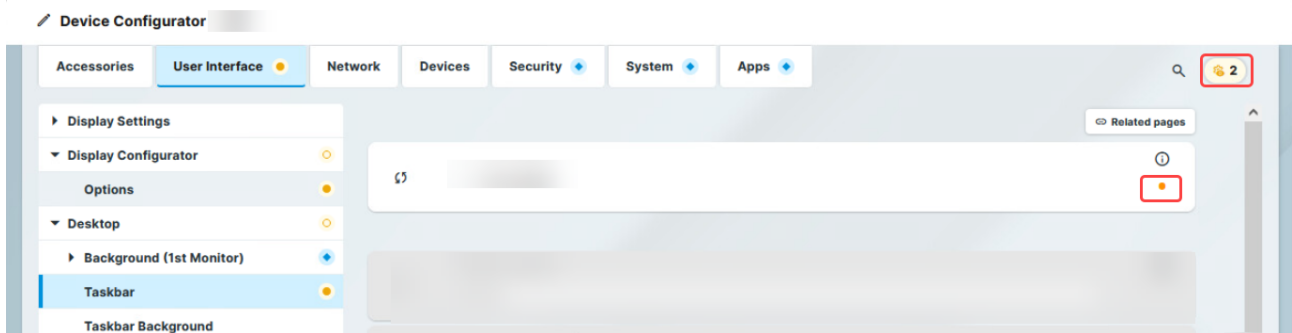 Device Configurator
Accessories User Interface Network Devices Security System Apps 2
Display Settings
Related pages
Display Configurator
Options
Desktop
Background (1st Monitor)
Taskbar
Taskbar Background